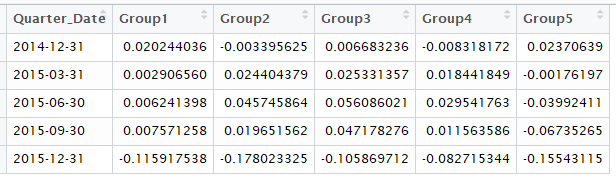 Quarter_Date Group1 Group2 Group3 Group4 Group5
2014-12-31 0.020244036 -0.003395625 0.006683236 -0.008318172 0.02370639
2015-03-31 0.002906560 0.024404379 0.025331357 0.018441849 -0.00176197
2015-06-30 0.006241398 0.045745864 0.056086021 0.029541763 -0.03992411
2015-09-30 0.007571258 0.019651562 0.047178276 0.011563586 -0.06735265
2015-12-31 -0.115917538 -0.178023325 -0.105869712 -0.082715344 -0.15543115